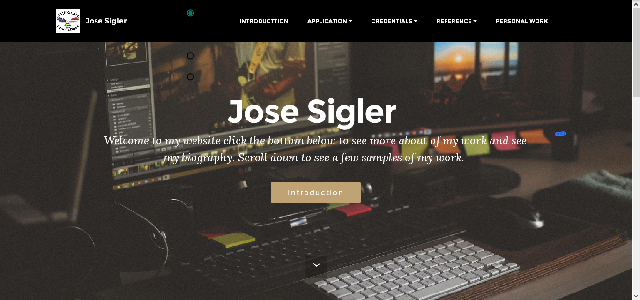 Jose Sigler
INTRODUCTION
APPLICATION
CREDENTIALS
REFERENCE
PERSONAL WORK
Jose Sigler
Welcome to my website click the bottom below to see more about of my work and see
my biography. Scroll down to see a few samples of my work.
Introduction